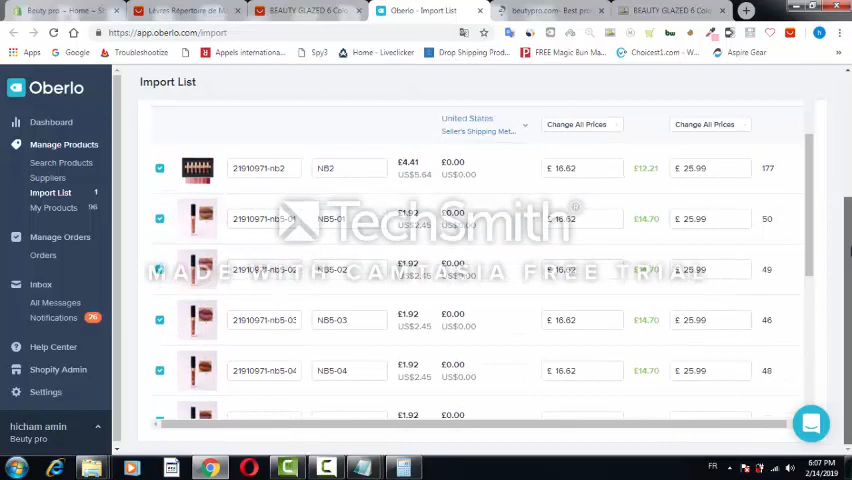 Beuty pro ~ Home ~ Sh
Lèvres Répertoire de M
BEAUTY GLAZED 6 Colo
Oberlo - Import List
beutypro.com- Best pro
BEAUTY GLAZED 6 Colo
https://app.oberlo.com/import
G Google
Troubleshootize
Appels internationaL...
Spy3
Home - Liveclicker
Drop Shipping Prod...
FREE Magic Bun Ma...
Choicest1.com - W...
Aspire Gear
Oberlo
Import List
Dashboard
Manage Products
Search Products
Suppliers
Import List 1
My Products 96
Manage Orders
Orders
Inbox
All Messages
Notifications 26
Help Center
Shopify Admin
Settings
hicham amin
Beuty pro
United States
Seller's Shipping Met...
Change All Prices
Change All Prices
21910971-nb2 NB2 £4.41 £0.00 £ 16.62 £12.21 £ 25.99 177
US$5.64 US$0.00
21910971-nb5-01 NB5-01 £1.92 £0.00 £ 16.62 £14.70 £ 25.99 50
US$2.45 US$0.00
21910971-nb5-02 NB5-02 £1.92 £0.00 £ 16.62 £14.70 £ 25.99 49
US$2.45 US$0.00
21910971-nb5-03 NB5-03 £1.92 £0.00 £ 16.62 £14.70 £ 25.99 46
US$2.45 US$0.00
21910971-nb5-04 NB5-04 £1.92 £0.00 £ 16.62 £14.70 £ 25.99 48
US$2.45 US$0.00
£1.92 £0.00
TechSmith®
MADE WITH CAMTASIA FREE TRIAL
FR
6:07 PM
2/14/2019